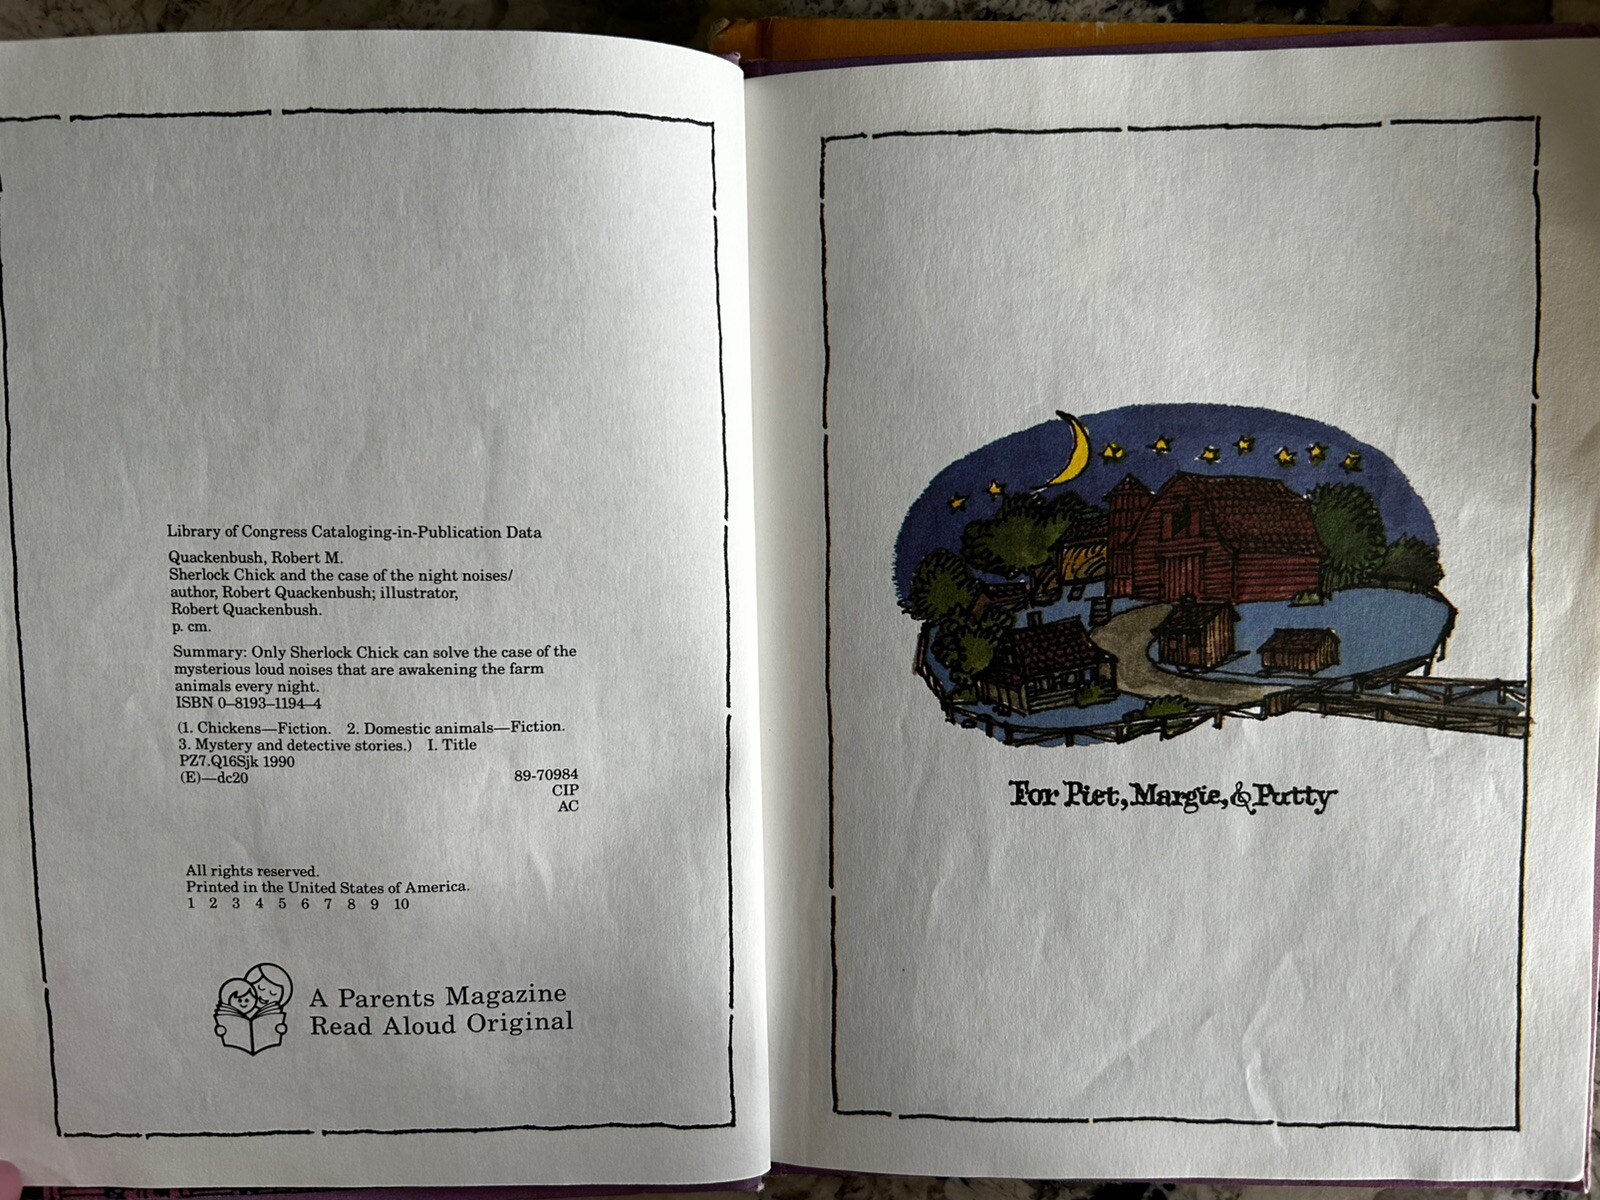 Library of Congress Cataloging-in-Publication Data
Quackenbush, Robert M.
Sherlock Chick and the case of the night noises/
author, Robert Quackenbush; illustrator,
Robert Quackenbush.
p. cm.
Summary: Only Sherlock Chick can solve the case of the
mysterious loud noises that are awakening the farm
animals every night.
ISBN 0–8193–1194–4
(1. Chickens—Fiction. 2. Domestic animals—Fiction.
3. Mystery and detective stories.) I. Title
PZ7.Q16Sjk 1990
(E)—dc20 89-70984
CIP
AC
All rights reserved.
Printed in the United States of America.
1 2 3 4 5 6 7 8 9 10
A Parents Magazine
Read Aloud Original
For Piet, Margie, & Putty